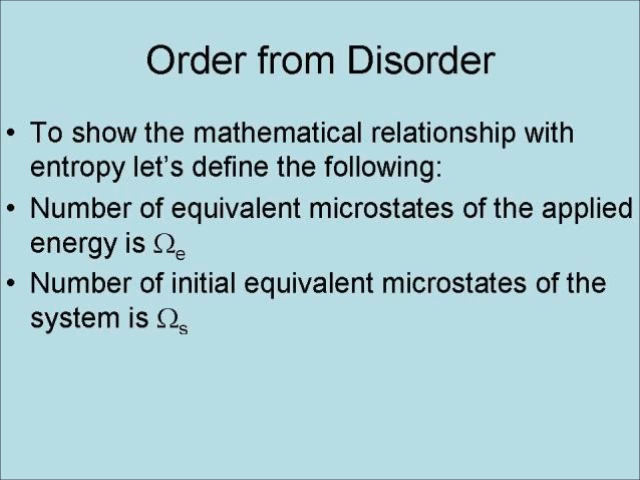 Order from Disorder
• To show the mathematical relationship with
entropy let's define the following:
• Number of equivalent microstates of the applied
energy is Ωe
• Number of initial equivalent microstates of the
system is Ωs